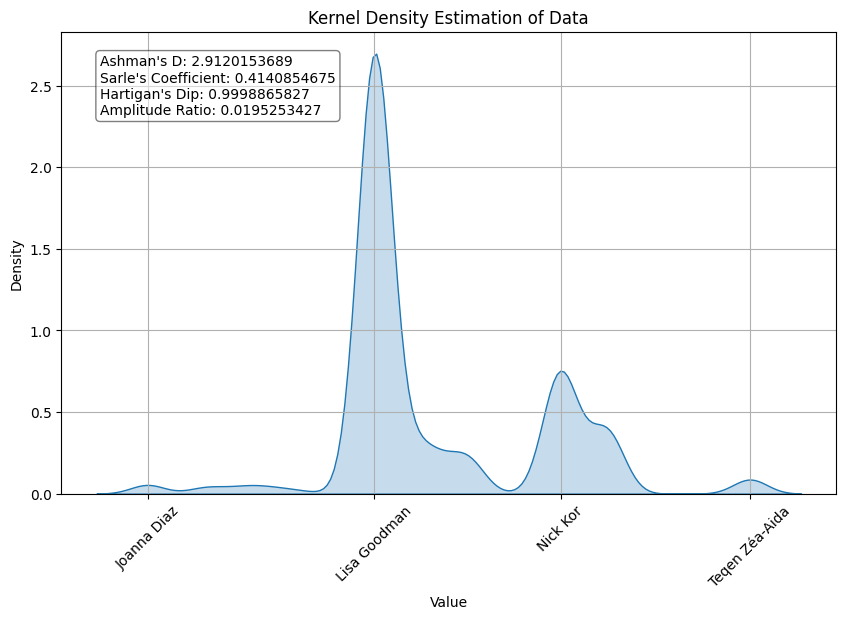 Kernel Density Estimation of Data
Ashman's D: 2.9120153689
Sarle's Coefficient: 0.4140854675
Hartigan's Dip: 0.9998865827
Amplitude Ratio: 0.0195253427
Density
2.5
2.0
1.5
1.0
0.5
0.0
Joanna Diaz
Lisa Goodman
Nick Kor
Teqen Zéa-Aida
Value